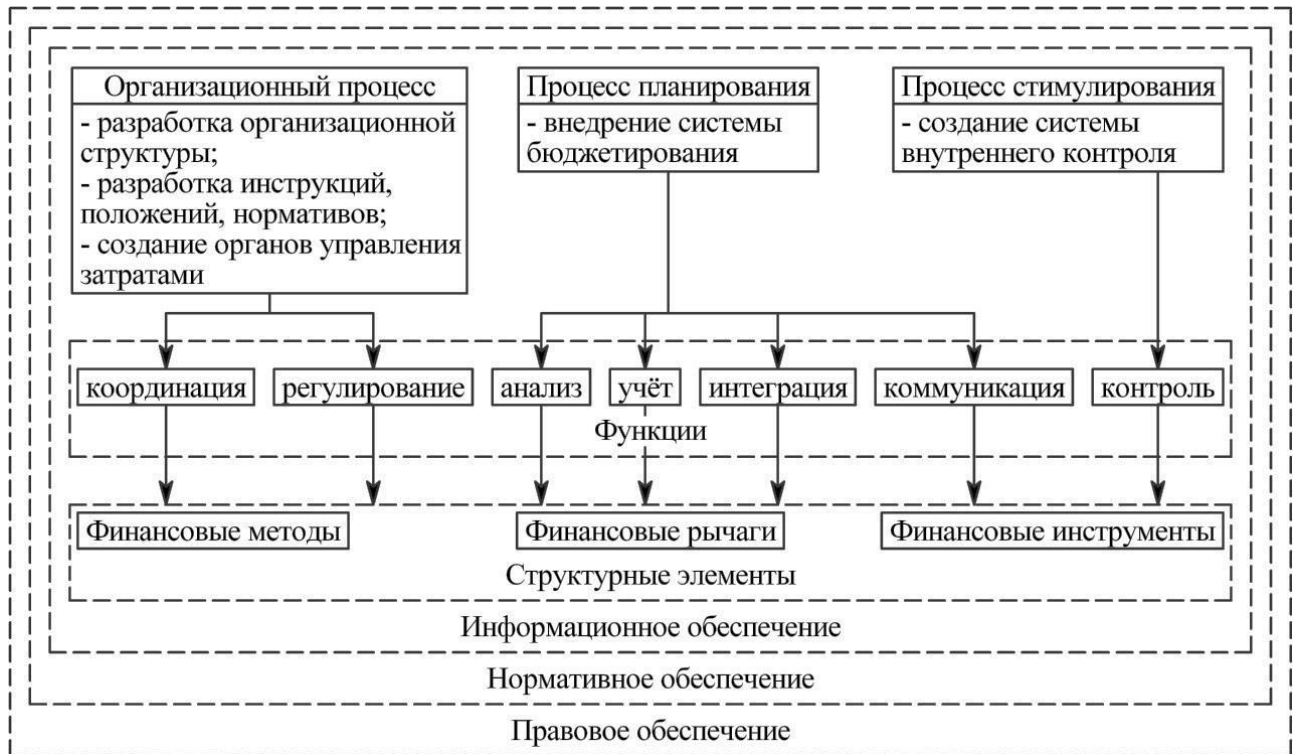 Организационный процесс
- разработка организационной
структуры;
- разработка инструкций,
положений, нормативов;
- создание органов управления
затратами
Процесс планирования
- внедрение системы
бюджетирования
Процесс стимулирования
- создание системы
внутреннего контроля
координация
регулирование
анализ
учёт
интеграция
коммуникация
контроль
Функции
Финансовые методы
Финансовые рычаги
Финансовые инструменты
Структурные элементы
Информационное обеспечение
Нормативное обеспечение
Правовое обеспечение